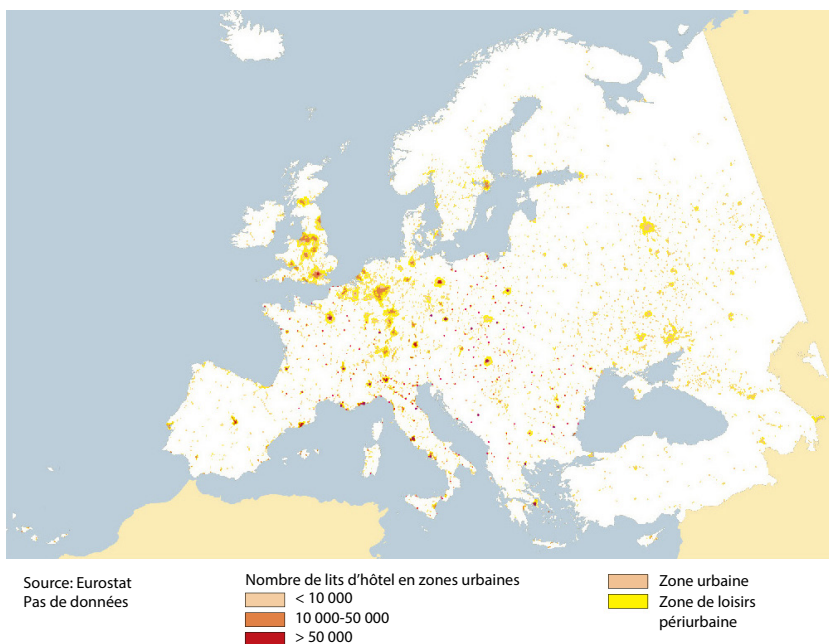 Source: Eurostat
Pas de données
Nombre de lits d’hôtel en zones urbaines
< 10 000
10 000-50 000
> 50 000
Zone urbaine
Zone de loisirs
périurbaine